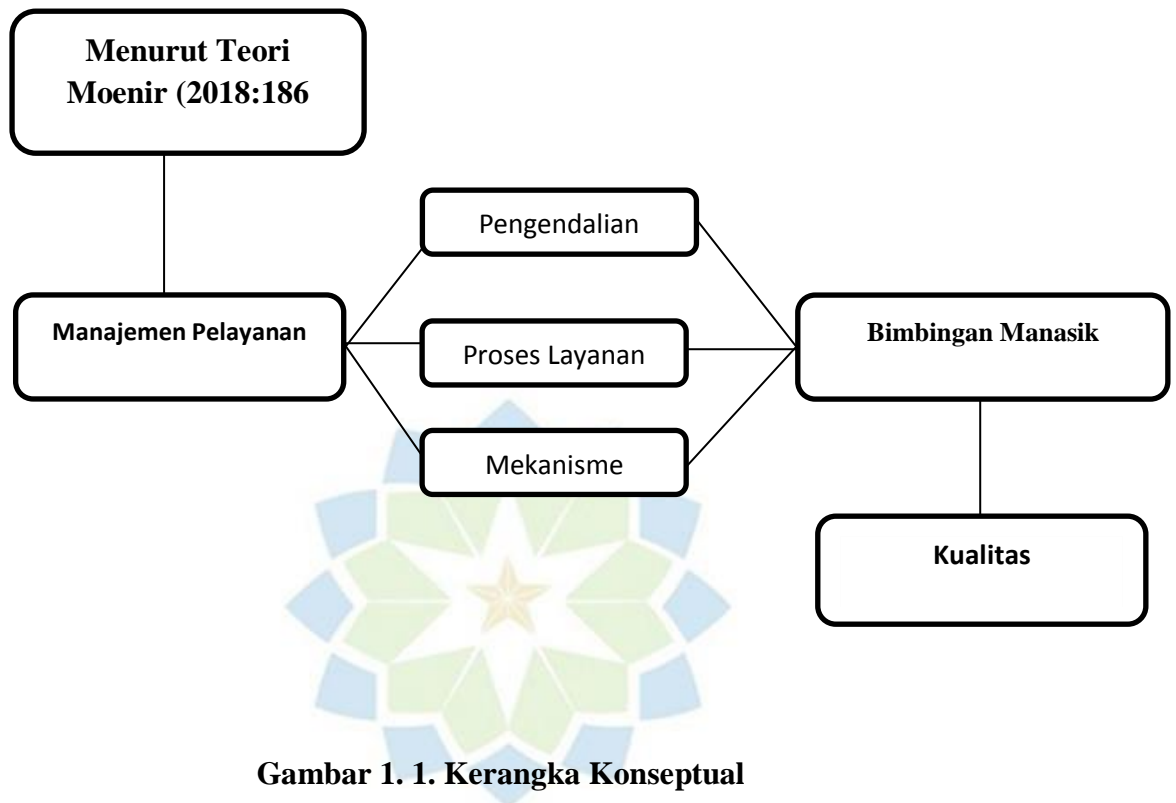 Menurut Teori
Moenir (2018:186
Manajemen Pelayanan
Pengendalian
Proses Layanan
Mekanisme
Bimbingan Manasik
Kualitas
Gambar 1. 1. Kerangka Konseptual